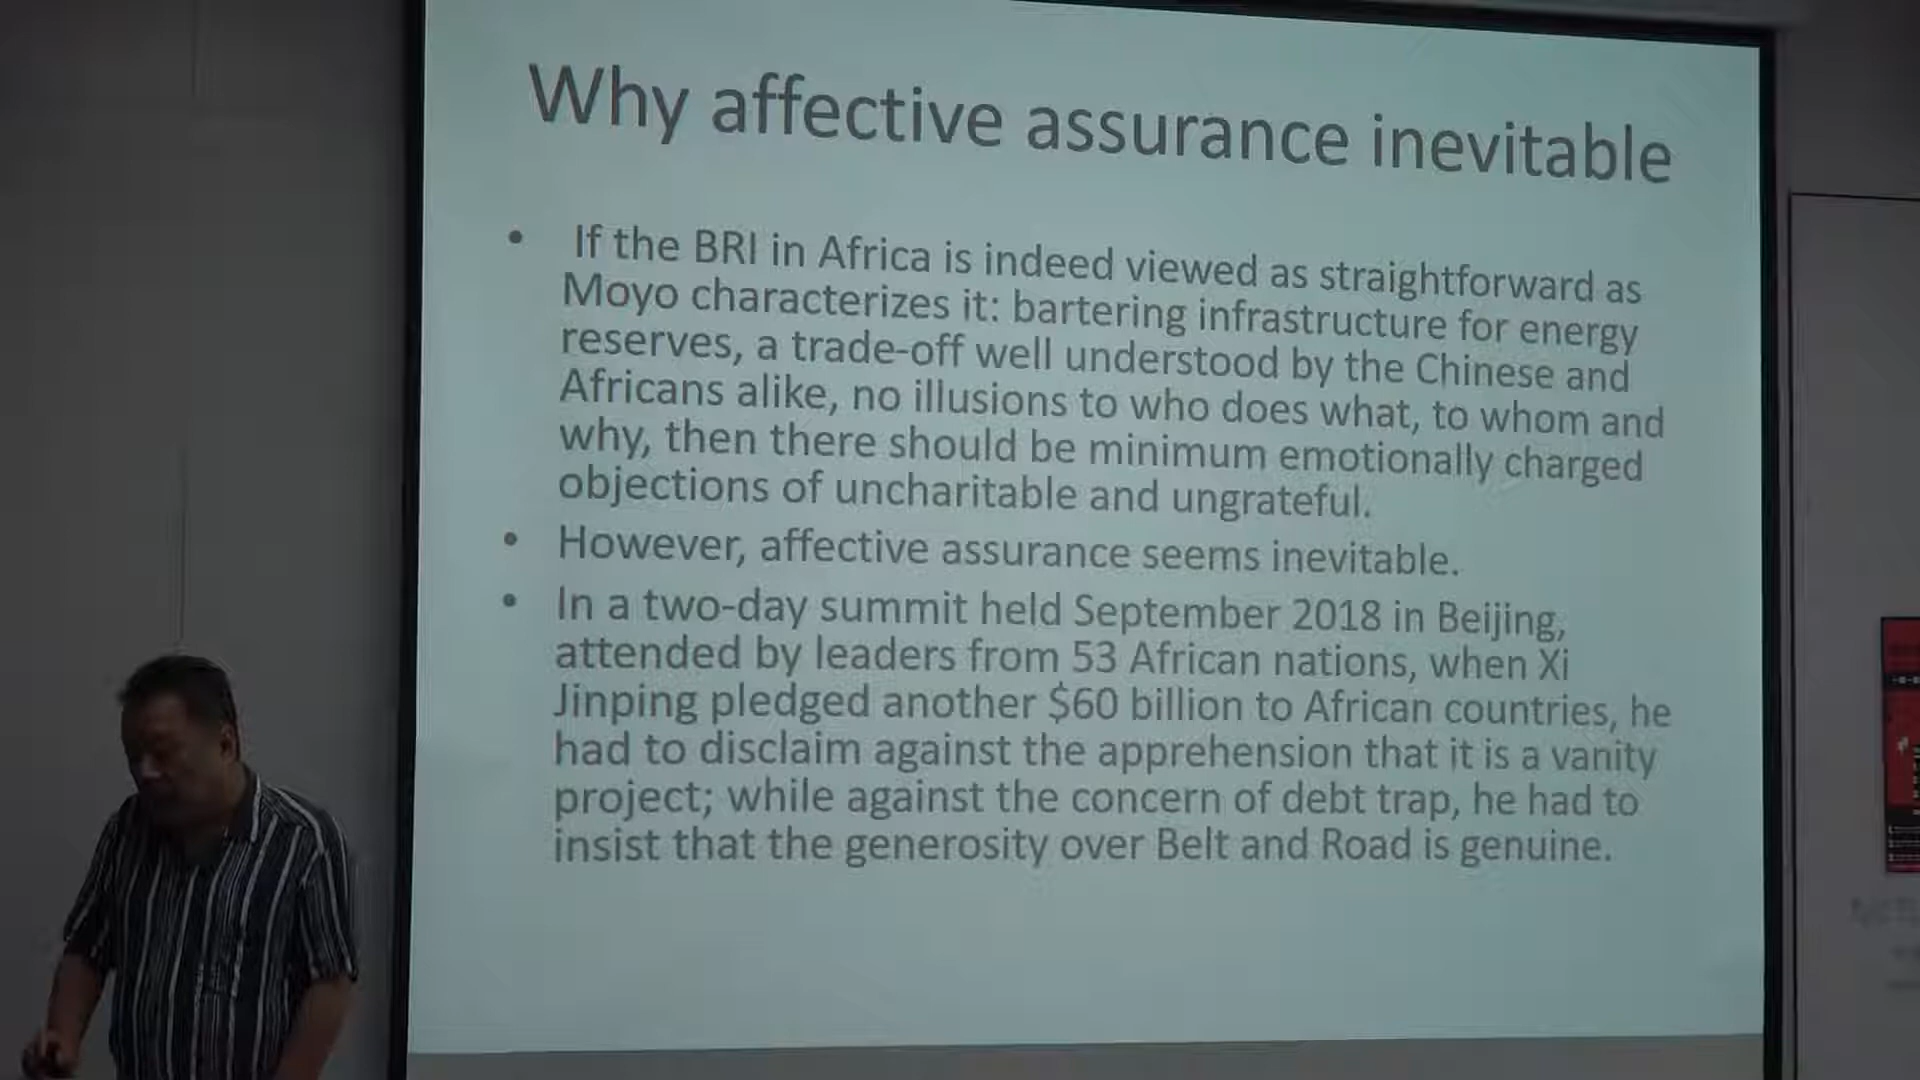 Why affective assurance inevitable
• If the BRI in Africa is indeed viewed as straightforward as
Moyo characterizes it: bartering infrastructure for energy
reserves, a trade-off well understood by the Chinese and
Africans alike, no illusions to who does what, to whom and
why, then there should be minimum emotionally charged
objections of uncharitable and ungrateful.
• However, affective assurance seems inevitable.
• In a two-day summit held September 2018 in Beijing,
attended by leaders from 53 African nations, when Xi
Jinping pledged another $60 billion to African countries, he
had to disclaim against the apprehension that it is a vanity
project; while against the concern of debt trap, he had to
insist that the generosity over Belt and Road is genuine.